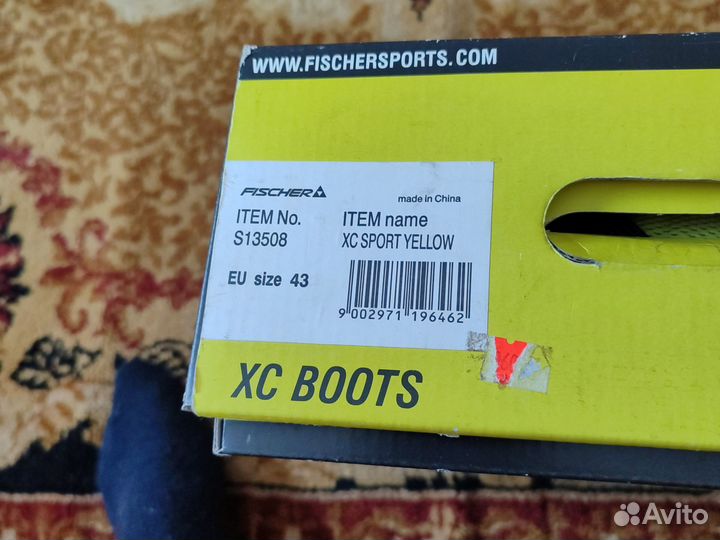 WWW.FISCHERSPORTS.COM
FISCHER
made in China
ITEM No.
S13508
ITEM name
XC SPORT YELLOW
EU size 43
9 002971 196462
XC BOOTS
Avito